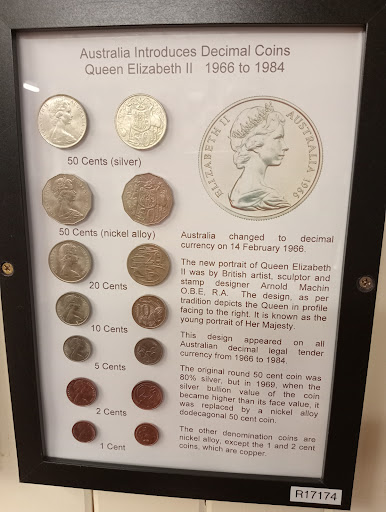 Australia Introduces Decimal Coins
Queen Elizabeth II 1966 to 1984
50 Cents (silver)
50 Cents (nickel alloy)
20 Cents
10 Cents
5 Cents
2 Cents
1 Cent
ELIZABETH II AUSTRALIA 1966
Australia changed to decimal
currency on 14 February 1966.
The new portrait of Queen Elizabeth
II was by British artist, sculptor and
stamp designer Arnold Machin
O.B.E. R.A. The design, as per
tradition depicts the Queen in profile
facing to the right. It is known as the
young portrait of Her Majesty.
This design appeared on all
Australian decimal legal tender
currency from 1966 to 1984.
The original round 50 cent coin was
80% silver, but in 1969, when the
silver bullion value of the coin
became higher than its face value, it
was replaced by a nickel alloy
dodecagonal 50 cent coin.
The other denomination coins are
nickel alloy, except the 1 and 2 cent
coins, which are copper.
R17174